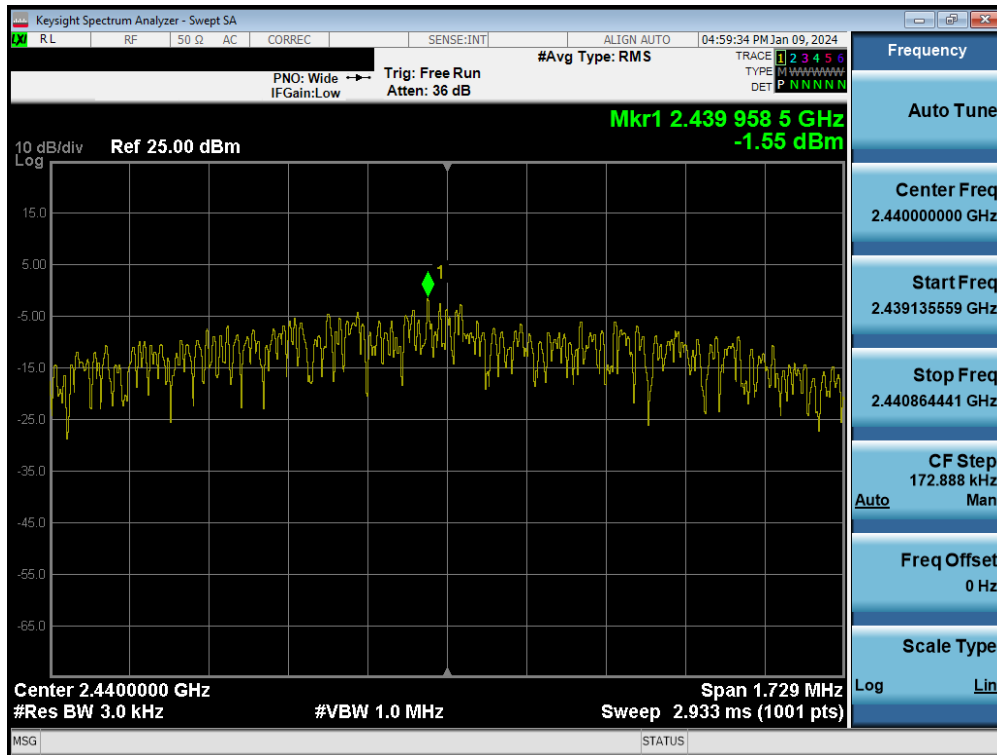 Keysight Spectrum Analyzer - Swept SA
LXI RL RF 50 Ω AC CORREC SENSE:INT ALIGN AUTO 04:59:34 PM Jan 09, 2024
#Avg Type: RMS
TRACE 1 2 3 4 5 6
PNO: Wide Trig: Free Run
TYPE M WWWWW
IFGain:Low Atten: 36 dB
DET P N N N N N
Mkr1 2.439 958 5 GHz
-1.55 dBm
10 dB/div Ref 25.00 dBm
Log
15.0
5.00
-5.00
-15.0
-25.0
-35.0
-45.0
-55.0
-65.0
1
Center 2.4400000 GHz Span 1.729 MHz
#Res BW 3.0 kHz #VBW 1.0 MHz Sweep 2.933 ms (1001 pts)
MSG STATUS
Frequency
Auto Tune
Center Freq
2.440000000 GHz
Start Freq
2.439135559 GHz
Stop Freq
2.440864441 GHz
CF Step
172.888 kHz
Auto Man
Freq Offset
0 Hz
Scale Type
Log Lin